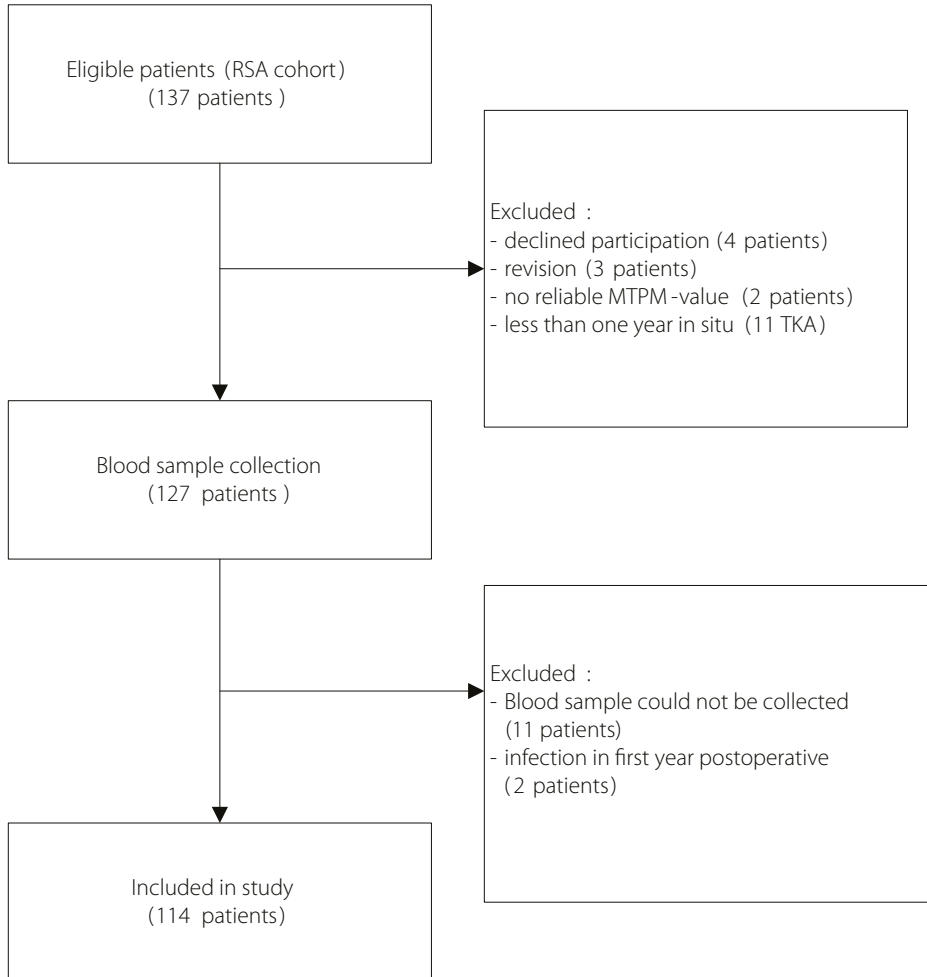 Eligible patients (RSA cohort)
(137 patients )
Excluded :
- declined participation (4 patients)
- revision (3 patients)
- no reliable MTPM -value (2 patients)
- less than one year in situ (11 TKA)
Blood sample collection
(127 patients )
Excluded :
- Blood sample could not be collected
(11 patients)
- infection in first year postoperative
(2 patients)
Included in study
(114 patients)